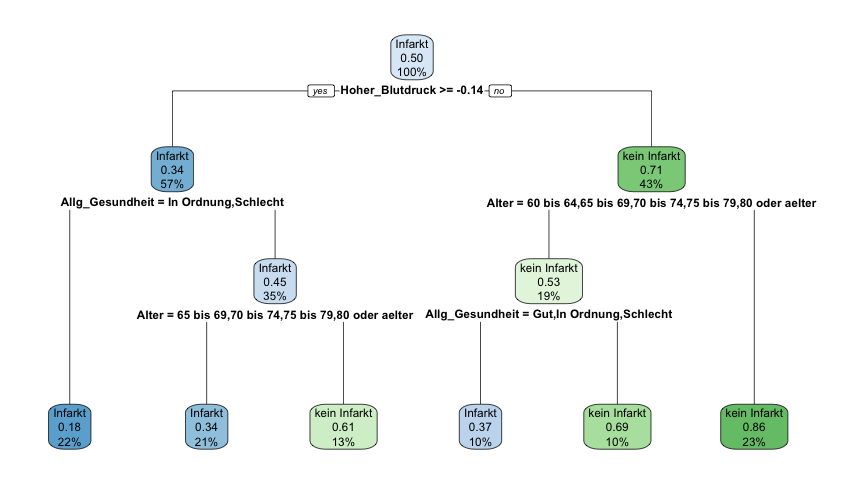 Infarkt
0.50
100%
yes Hoher_Blutdruck >= -0.14 no
Infarkt
0.34
57%
kein Infarkt
0.71
43%
Allg_Gesundheit = In Ordnung,Schlecht
Alter = 60 bis 64,65 bis 69,70 bis 74,75 bis 79,80 oder aelter
Infarkt
0.45
35%
kein Infarkt
0.53
19%
Alter = 65 bis 69,70 bis 74,75 bis 79,80 oder aelter
Allg_Gesundheit = Gut,In Ordnung,Schlecht
Infarkt
0.18
22%
Infarkt
0.34
21%
kein Infarkt
0.61
13%
Infarkt
0.37
10%
kein Infarkt
0.69
10%
kein Infarkt
0.86
23%